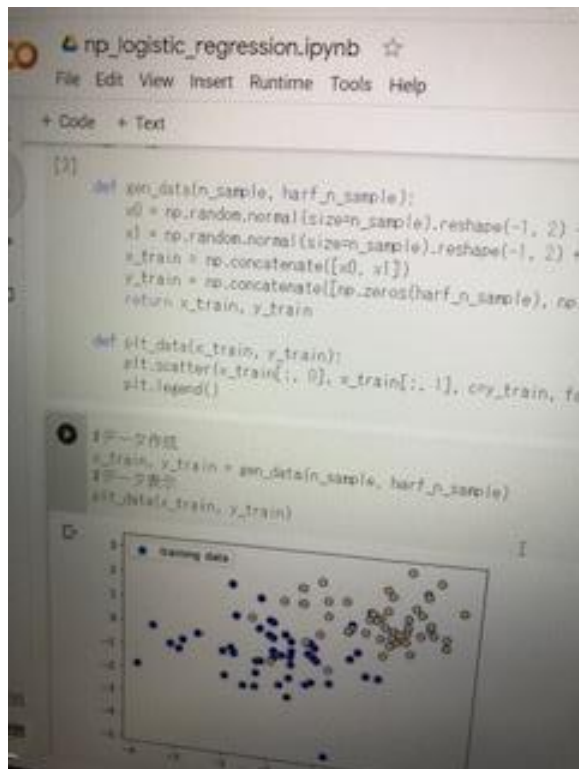 np_logistic_regression.ipynb
File Edit View Insert Runtime Tools Help
+ Code + Text
[3]
def gen_data(n_sample, harf_n_sample):
x0 = np.random.normal(size=n_sample).reshape(-1, 2) -
x1 = np.random.normal(size=n_sample).reshape(-1, 2) +
x_train = np.concatenate([x0, x1])
y_train = np.concatenate([np.zeros(harf_n_sample), np.
return x_train, y_train
def plt_data(x_train, y_train):
plt.scatter(x_train[:, 0], x_train[:, 1], c=y_train, fa
plt.legend()
#データ作成
x_train, y_train = gen_data(n_sample, harf_n_sample)
#データ表示
plt_data(x_train, y_train)
training data